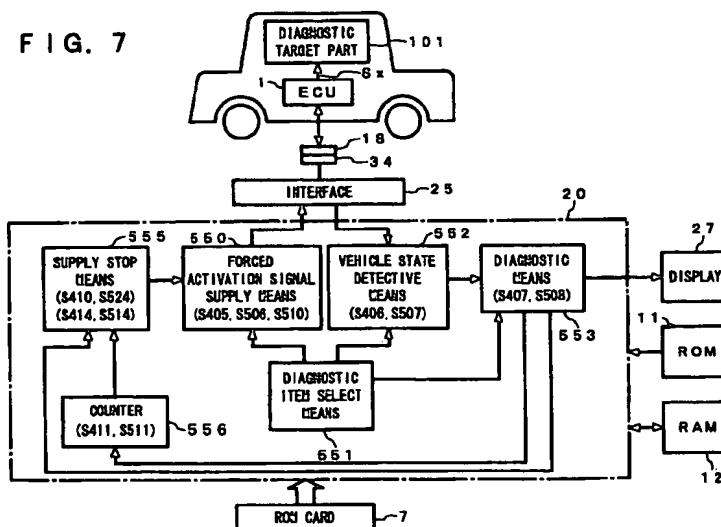 FIG. 7
DIAGNOSTIC
TARGET PART
101
6x
1
ECU
18
34
INTERFACE
25
20
555
550
552
27
SUPPLY STOP
MEANS
(S410, S524)
(S414, S514)
FORCED
ACTIVATION SIGNAL
SUPPLY MEANS
(S405, S506, S510)
VEHICLE STATE
DETECTIVE
MEANS
(S406, S507)
DIAGNOSTIC
MEANS
(S407, S508)
DISPLAY
11
553
ROM
COUNTER
(S411, S511)
DIAGNOSTIC
ITEM SELECT
MEANS
556
551
RAM
12
ROM CARD
7